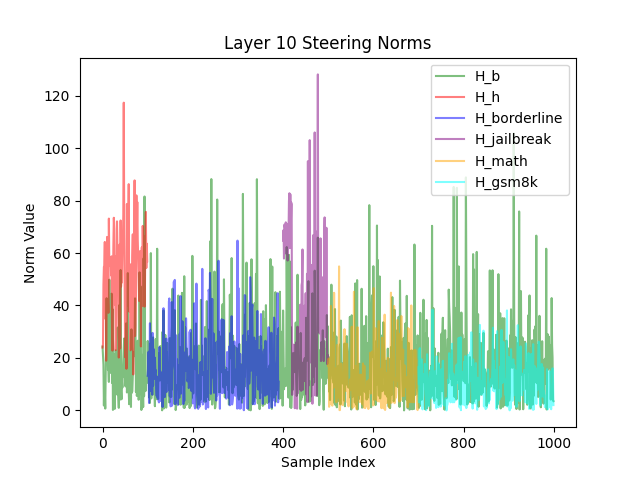 Layer 10 Steering Norms
H_b
H_h
H_borderline
H_jailbreak
H_math
H_gsm8k
Norm Value
120
100
80
60
40
20
0
0 200 400 600 800 1000
Sample Index